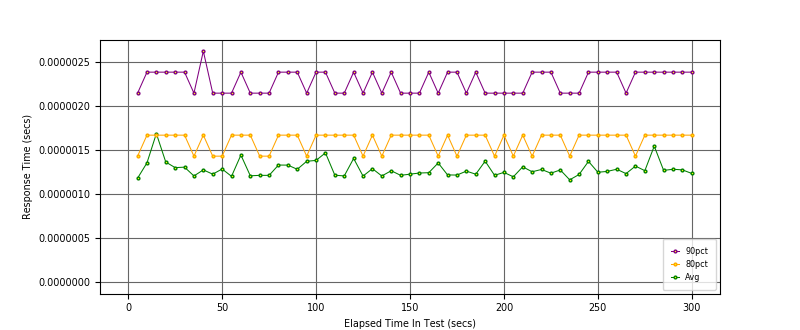 0.0000025
0.0000020
0.0000015
0.0000010
0.0000005
0.0000000
Response Time (secs)
0 50 100 150 200 250 300
Elapsed Time In Test (secs)
90pct
80pct
Avg